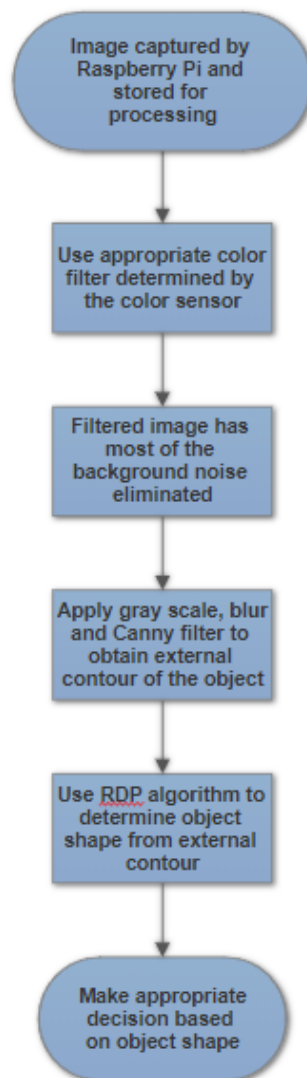 Image captured by
Raspberry Pi and
stored for
processing
Use appropriate color
filter determined by
the color sensor
Filtered image has
most of the
background noise
eliminated
Apply gray scale, blur
and Canny filter to
obtain external
contour of the object
Use RDP algorithm to
determine object
shape from external
contour
Make appropriate
decision based
on object shape